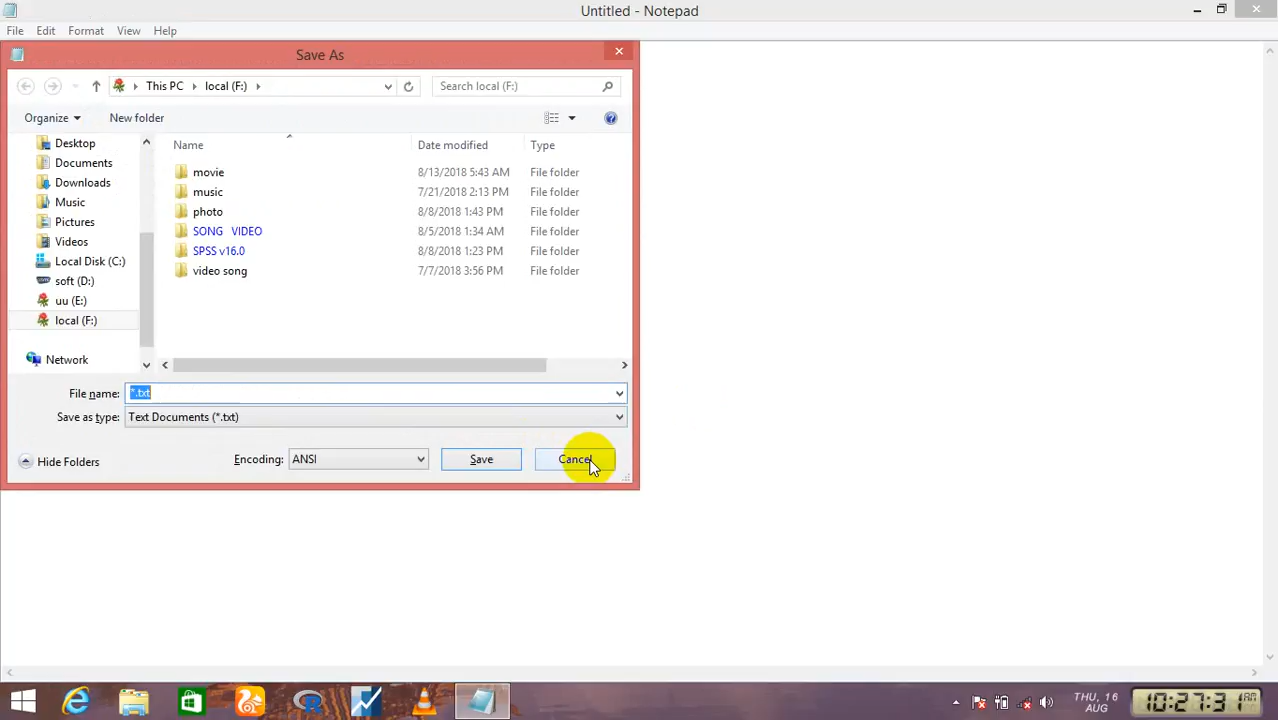 Untitled - Notepad
File Edit Format View Help
Save As
This PC local (F:) Search local (F:)
Organize New folder
Name Date modified Type
Desktop
Documents
Downloads
Music
Pictures
Videos
Local Disk (C:)
soft (D:)
uu (E:)
local (F:)
Network
movie 8/13/2018 5:43 AM File folder
music 7/21/2018 2:13 PM File folder
photo 8/8/2018 1:43 PM File folder
SONG VIDEO 8/5/2018 1:34 AM File folder
SPSS v16.0 8/8/2018 1:23 PM File folder
video song 7/7/2018 3:56 PM File folder
File name: *.txt
Save as type: Text Documents (*.txt)
Hide Folders Encoding: ANSI Save Cancel
THU, 16
AUG
10:27:31 AM